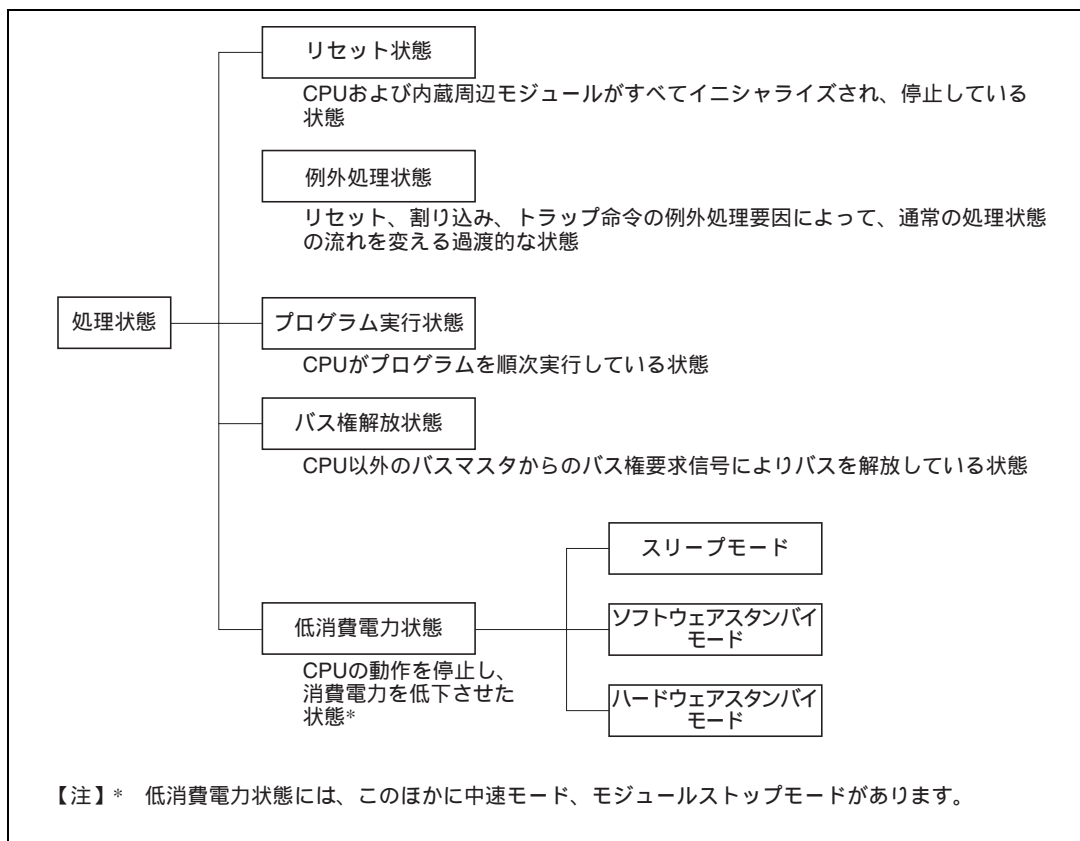 リセット状態
CPUおよび内蔵周辺モジュールがすべてイニシャライズされ、停止している
状態
例外処理状態
リセット、割り込み、トラップ命令の例外処理要因によって、通常の処理状態
の流れを変える過渡的な状態
処理状態
プログラム実行状態
CPUがプログラムを順次実行している状態
バス権解放状態
CPU以外のバスマスタからのバス権要求信号によりバスを解放している状態
スリープモード
ソフトウェアスタンバイ
モード
低消費電力状態
CPUの動作を停止し、
消費電力を低下させた
状態*
ハードウェアスタンバイ
モード
【注】* 低消費電力状態には、このほかに中速モード、モジュールストップモードがあります。